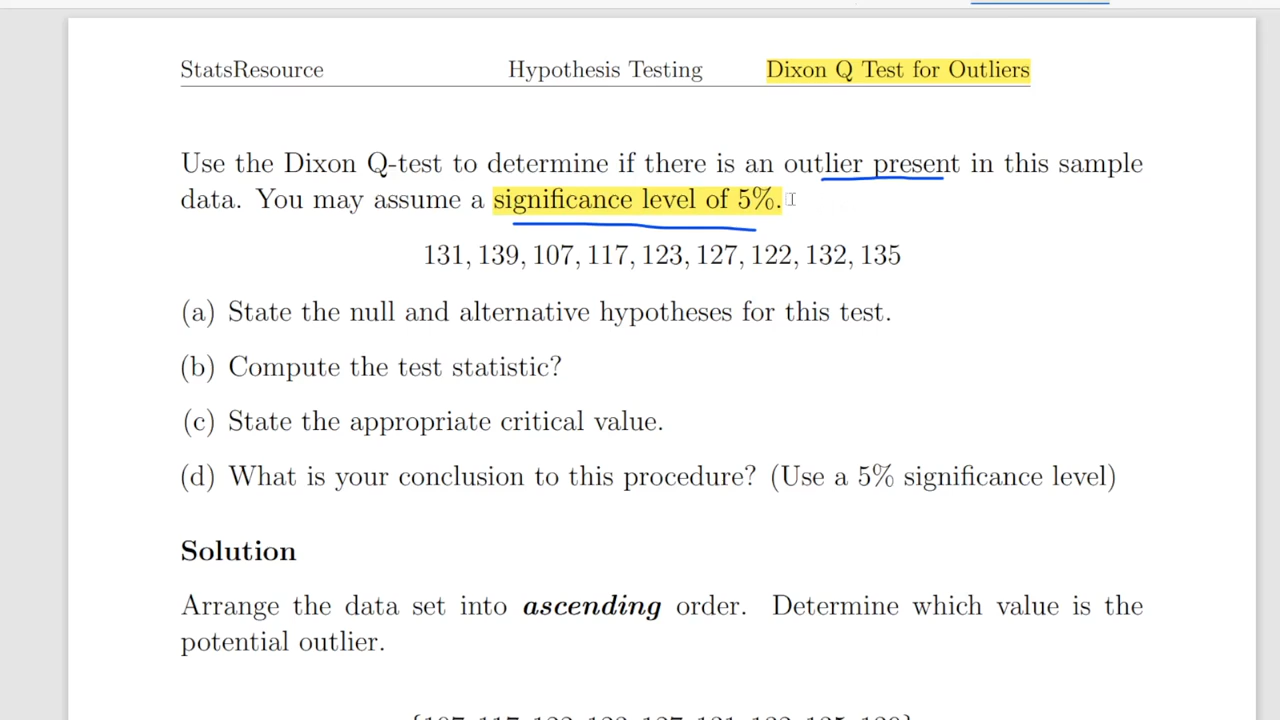 StatsResource Hypothesis Testing Dixon Q Test for Outliers
Use the Dixon Q-test to determine if there is an outlier present in this sample
data. You may assume a significance level of 5%.
131, 139, 107, 117, 123, 127, 122, 132, 135
(a) State the null and alternative hypotheses for this test.
(b) Compute the test statistic?
(c) State the appropriate critical value.
(d) What is your conclusion to this procedure? (Use a 5% significance level)
Solution
Arrange the data set into ascending order. Determine which value is the
potential outlier.